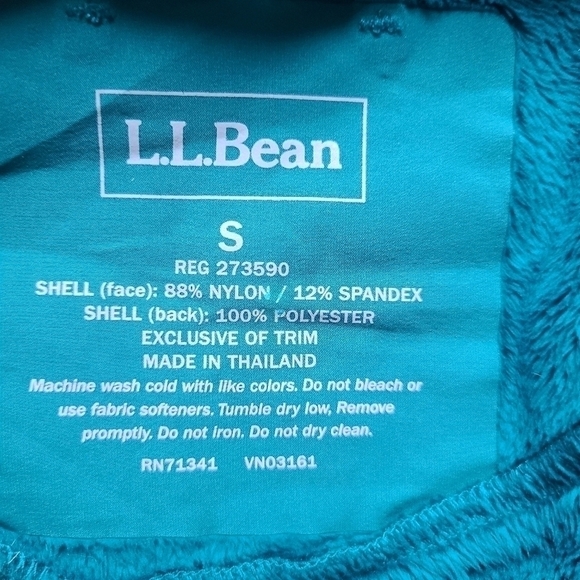 L.L.Bean
S
REG 273590
SHELL (face): 88% NYLON / 12% SPANDEX
SHELL (back): 100% POLYESTER
EXCLUSIVE OF TRIM
MADE IN THAILAND
Machine wash cold with like colors. Do not bleach or
use fabric softeners. Tumble dry low, Remove
promptly. Do not iron. Do not dry clean.
RN71341 VN03161